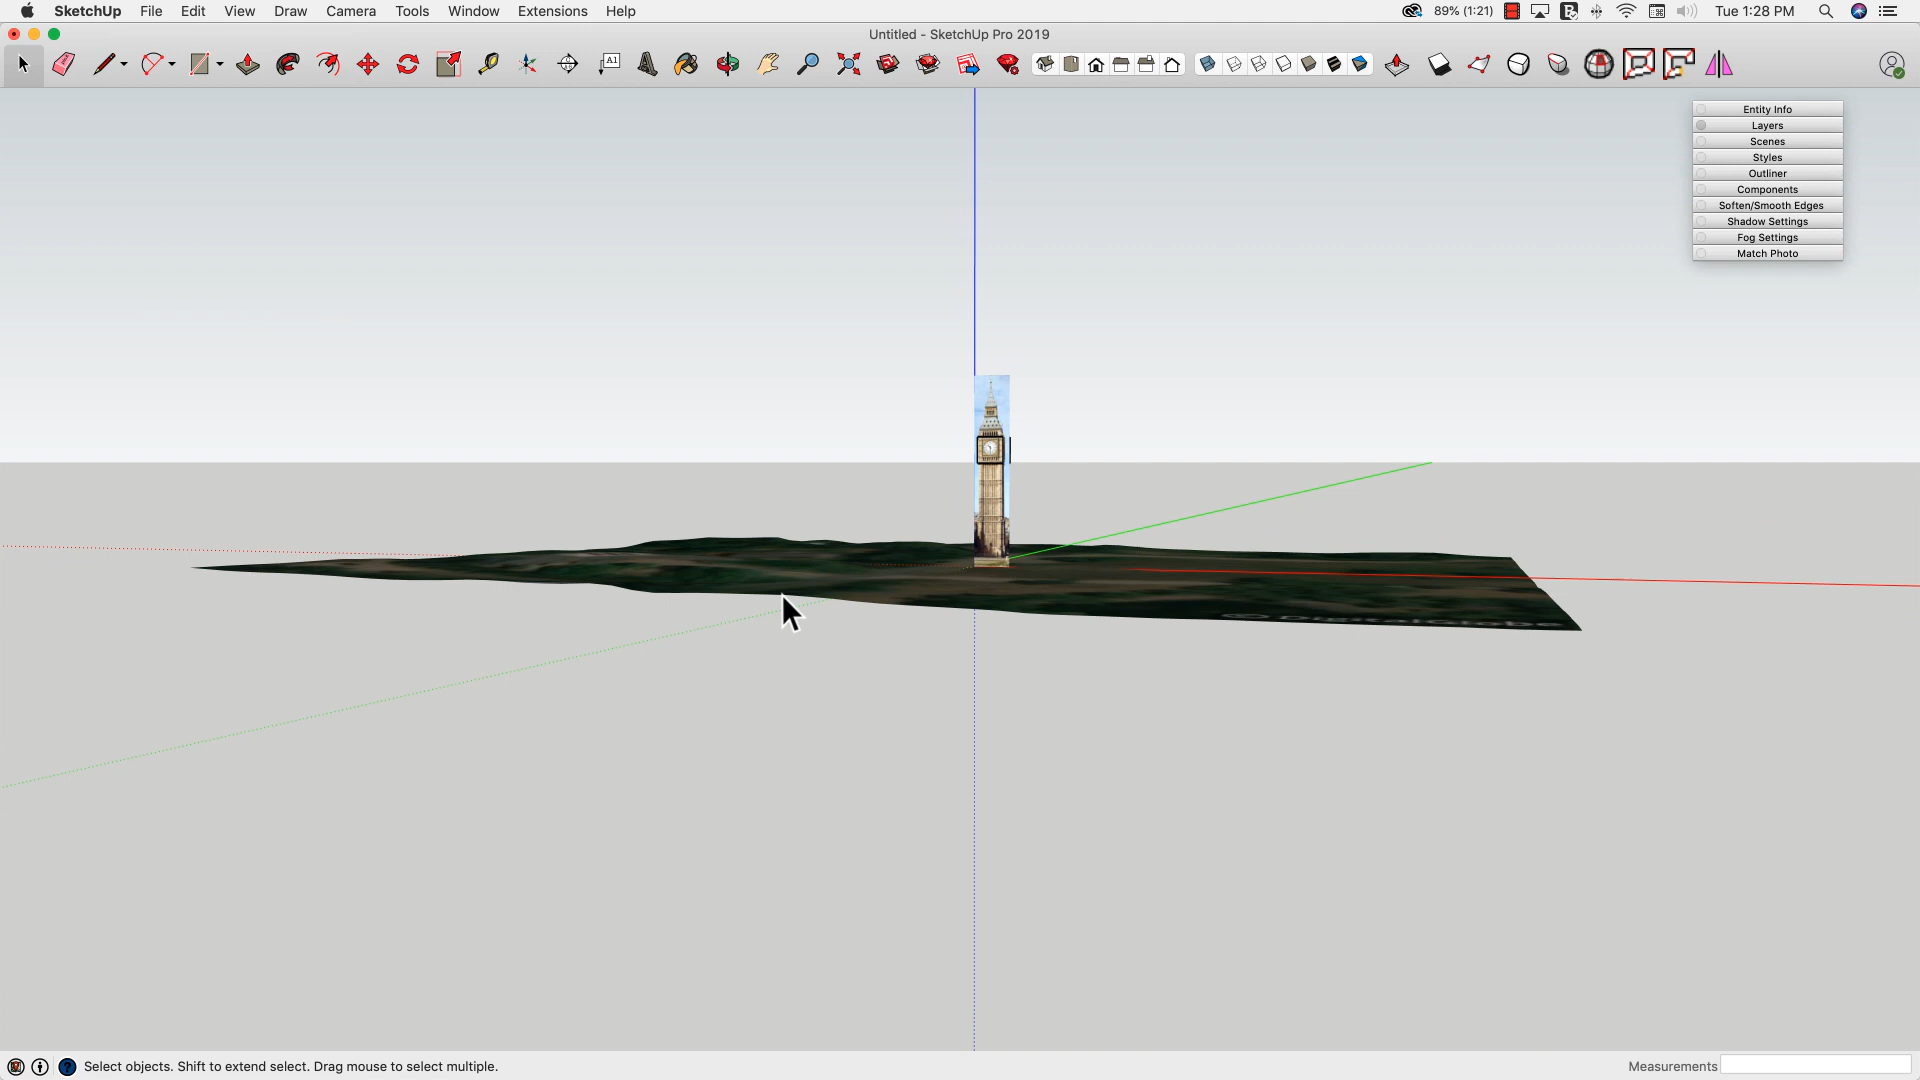 SketchUp File Edit View Draw Camera Tools Window Extensions Help 89% (1:21) Tue 1:28 PM
Untitled - SketchUp Pro 2019
A1
Entity Info
Layers
Scenes
Styles
Outliner
Components
Soften/Smooth Edges
Shadow Settings
Fog Settings
Match Photo
Select objects. Shift to extend select. Drag mouse to select multiple. Measurements